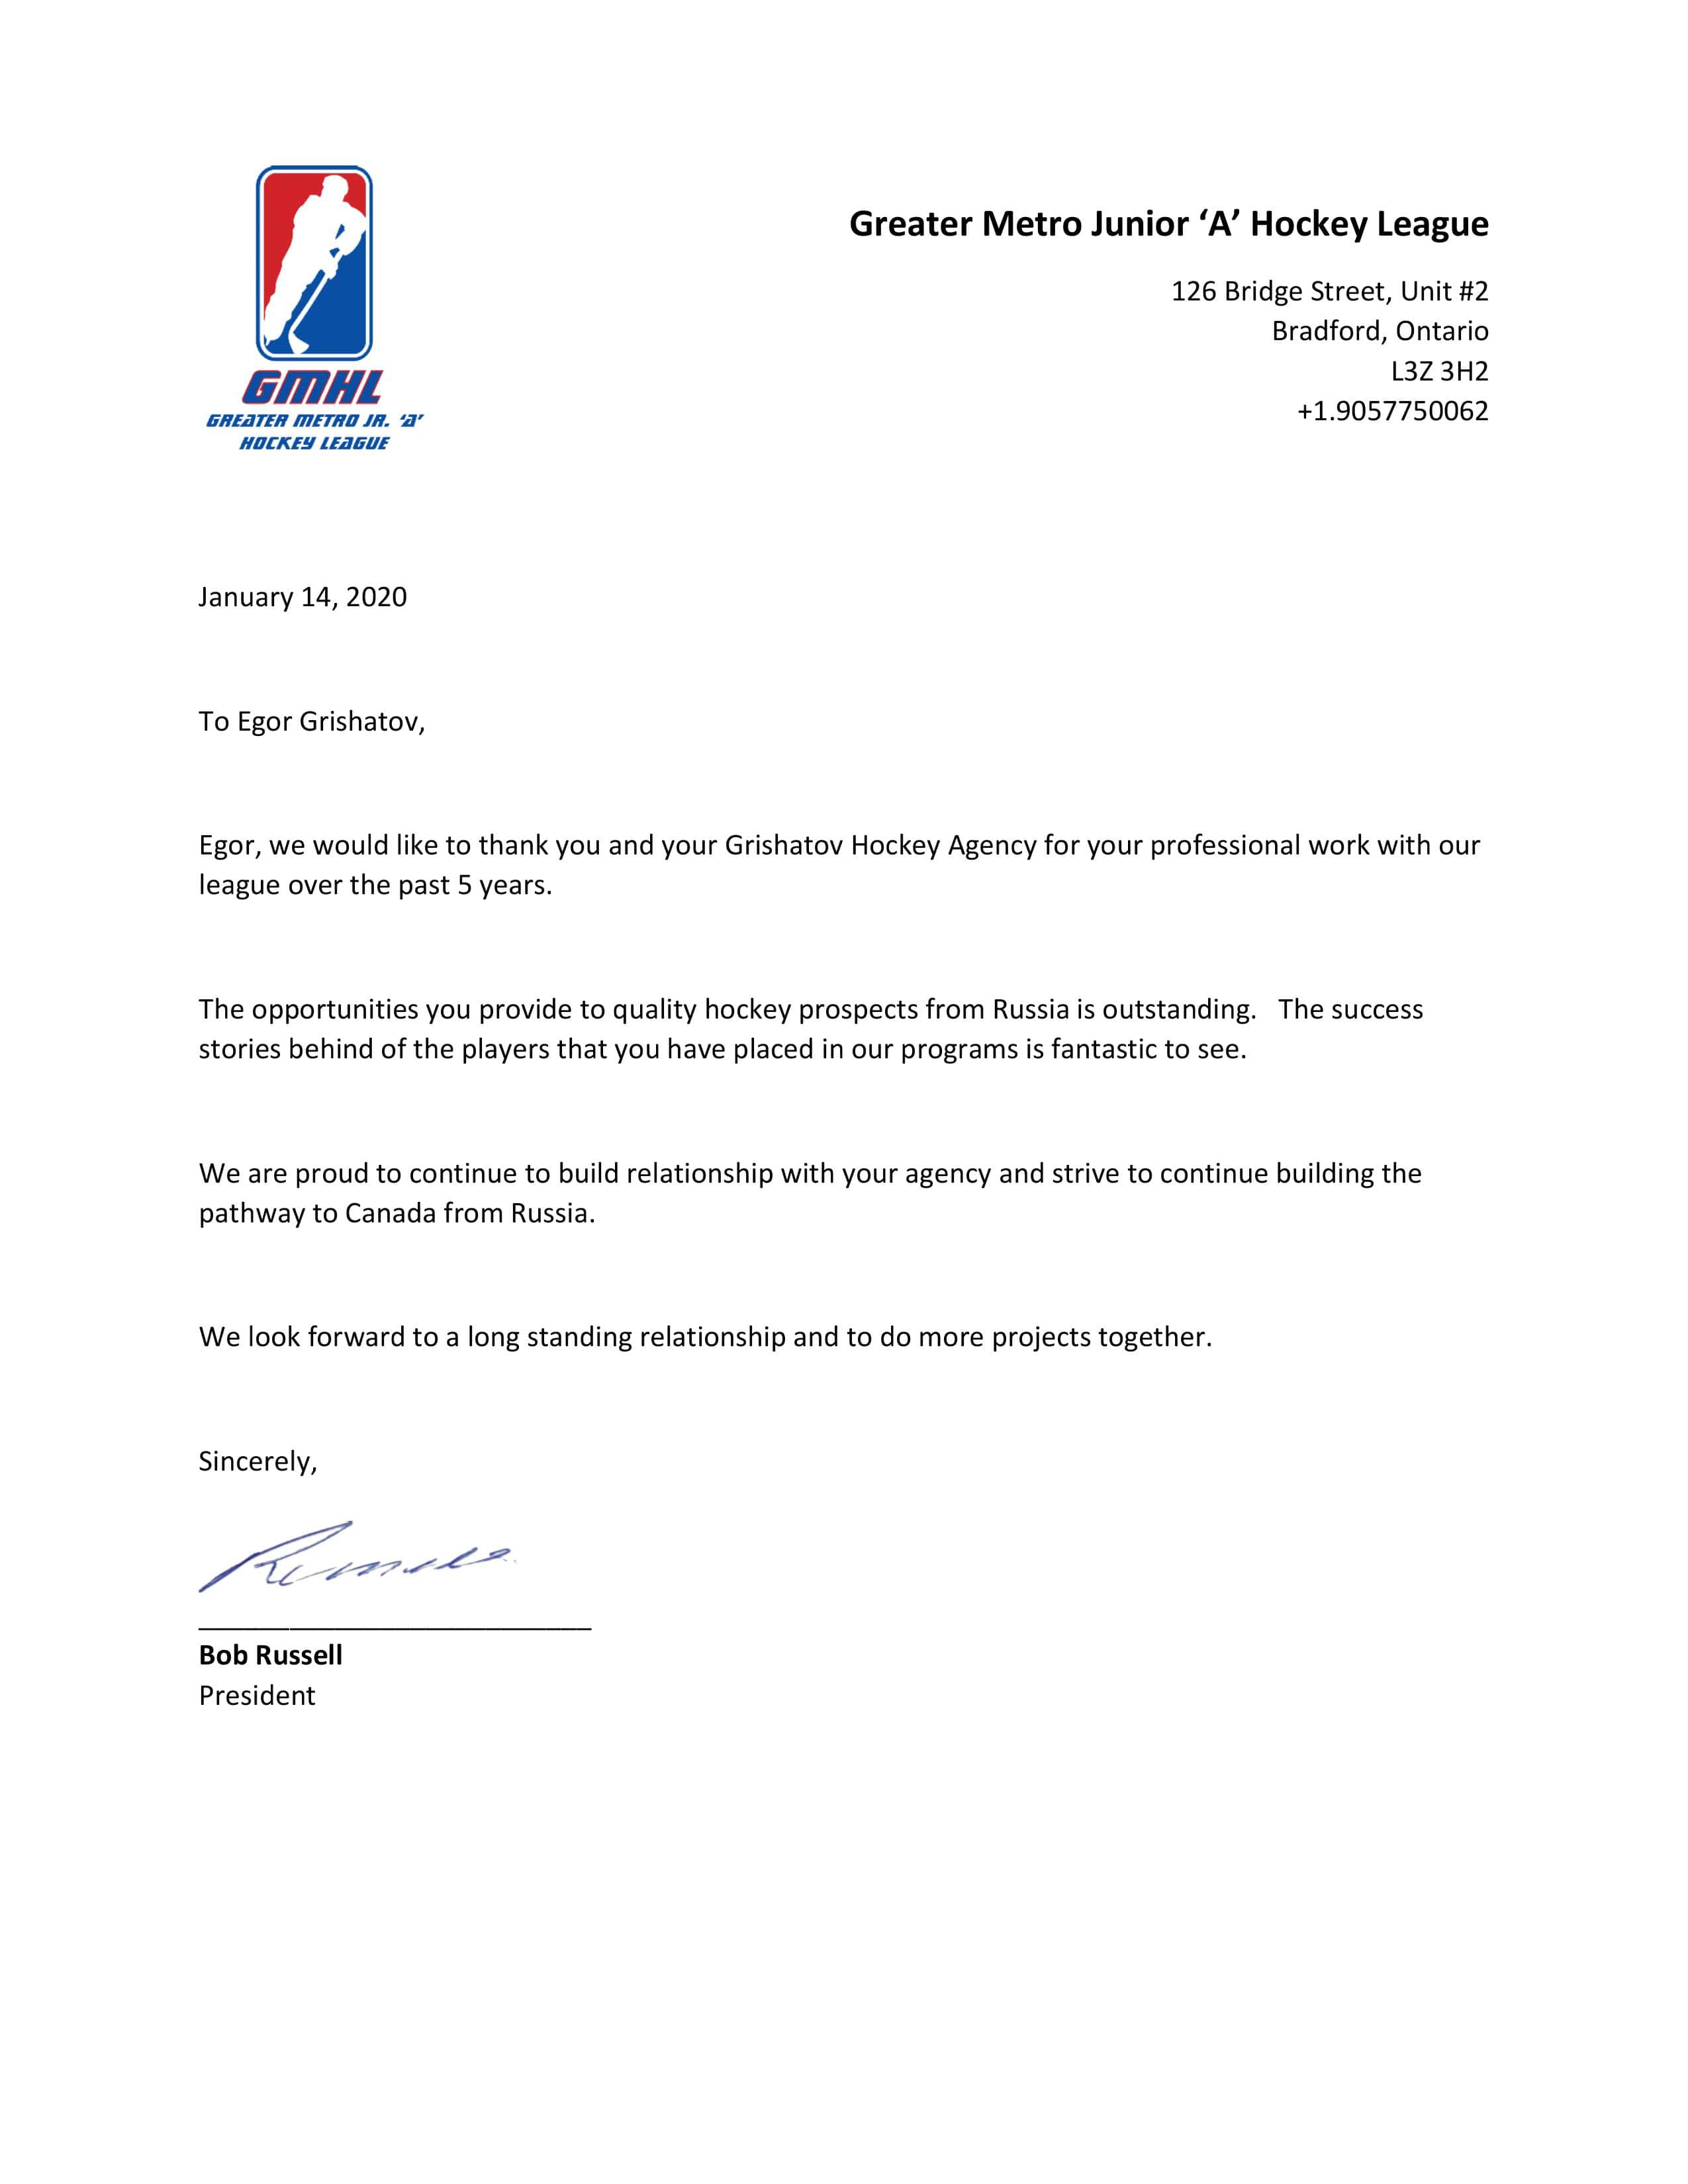 GMHL
GREATER METRO JR. ‘A’
HOCKEY LEAGUE
Greater Metro Junior ‘A’ Hockey League
126 Bridge Street, Unit #2
Bradford, Ontario
L3Z 3H2
+1.9057750062
January 14, 2020
To Egor Grishatov,
Egor, we would like to thank you and your Grishatov Hockey Agency for your professional work with our
league over the past 5 years.
The opportunities you provide to quality hockey prospects from Russia is outstanding.   The success
stories behind of the players that you have placed in our programs is fantastic to see.
We are proud to continue to build relationship with your agency and strive to continue building the
pathway to Canada from Russia.
We look forward to a long standing relationship and to do more projects together.
Sincerely,
Bob Russell
President